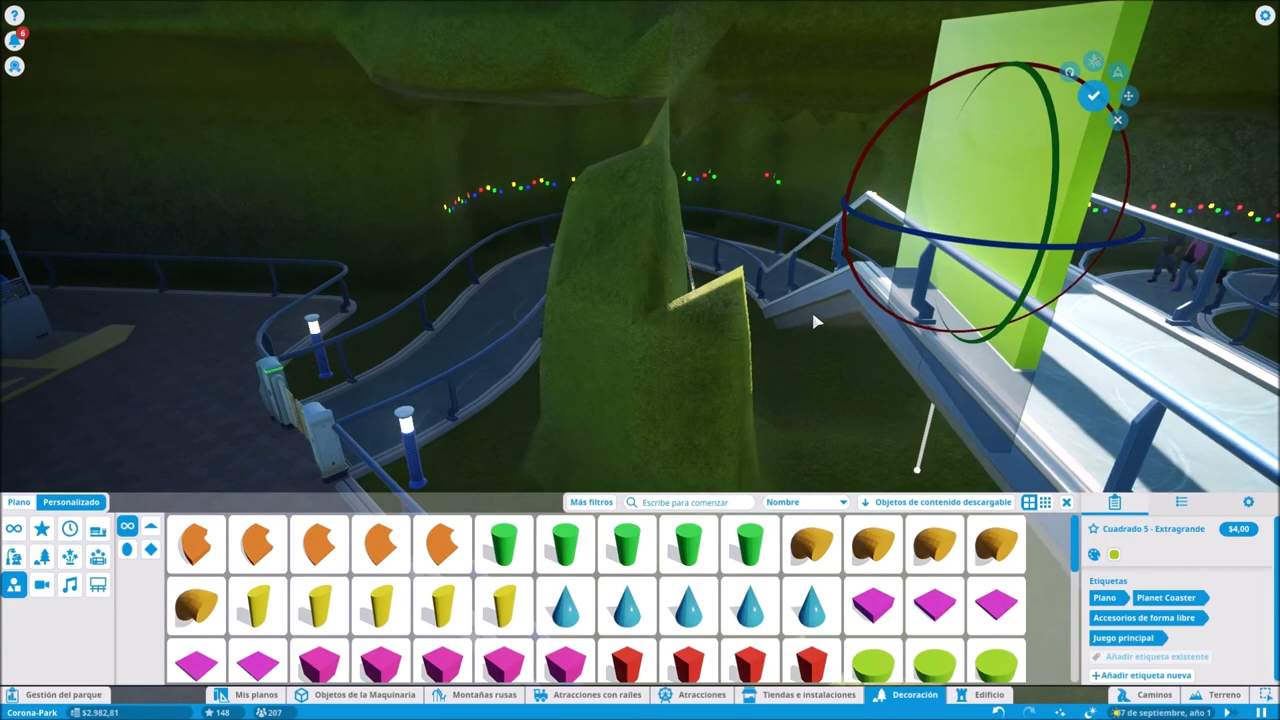 ?
6
Plano Personalizado
Más filtros Escribe para comenzar Nombre Objetos de contenido descargable
Cuadrado 5 - Extragrande $4,00
Etiquetas
Plano Planet Coaster
Accesorios de forma libre
Juego principal
Añadir etiqueta existente
+ Añadir etiqueta nueva
Gestión del parque Mis planos Objetos de la Maquinaria Montañas rusas Atracciones con raíles Atracciones Tiendas e instalaciones Decoración Edificio Caminos Terreno
Corona-Park $2.982,81 148 207 7 de septiembre, año 1